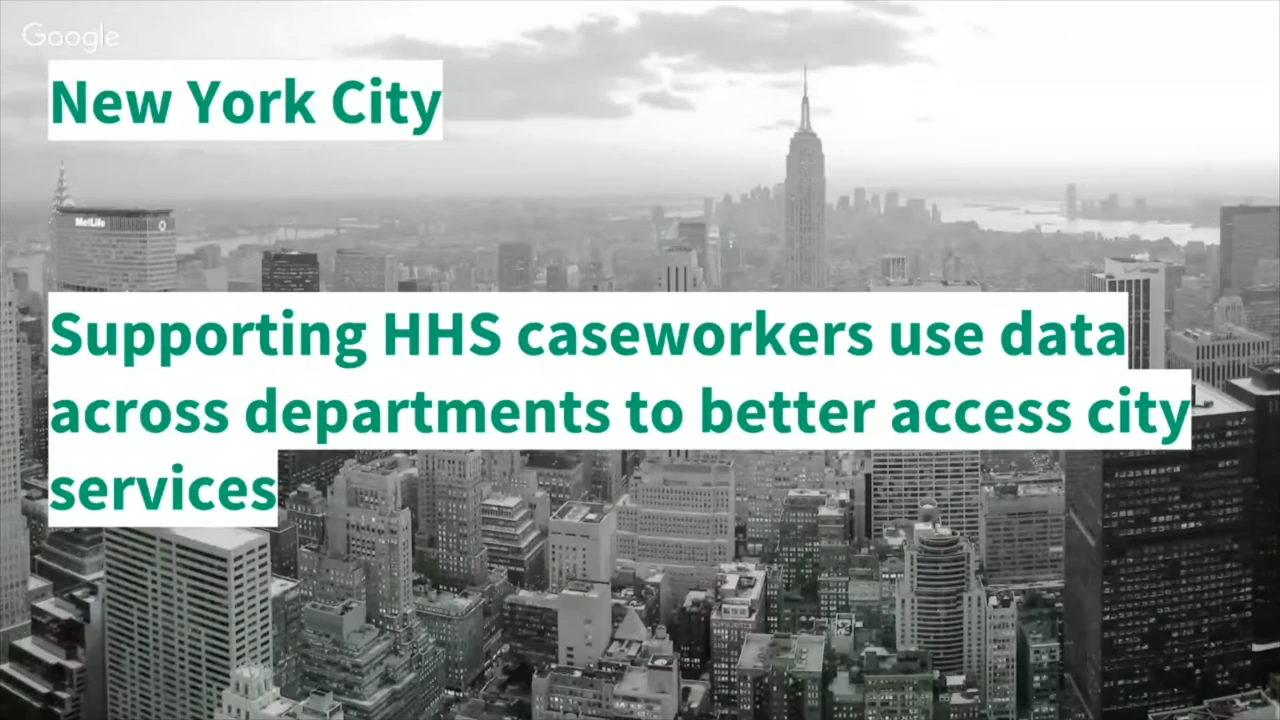 Google
New York City
MetLife
Supporting HHS caseworkers use data
across departments to better access city
services